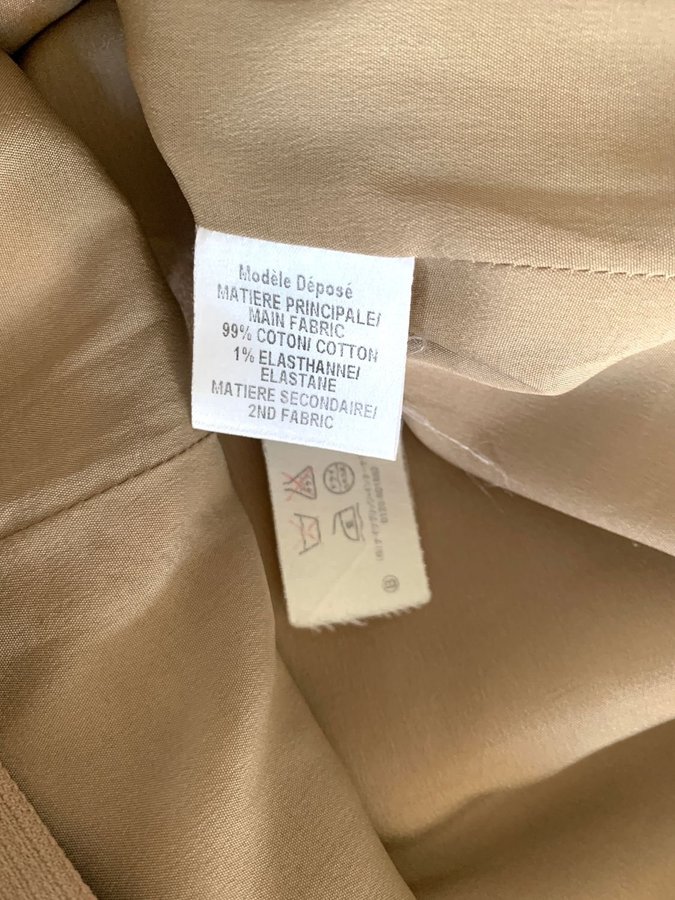 Modèle Déposé
MATIERE PRINCIPALE/
MAIN FABRIC
99% COTON/ COTTON
1% ELASTHANNE/
ELASTANE
MATIERE SECONDAIRE/
2ND FABRIC
B